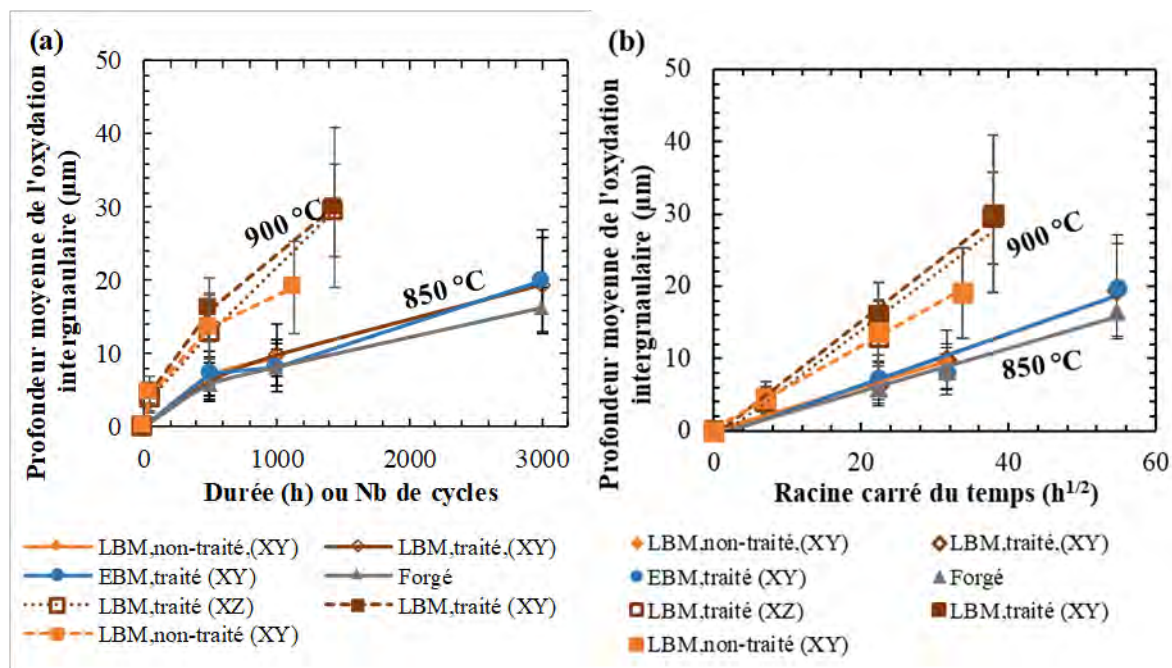 (a)
50
40
30
20
10
0
Profondeur moyenne de l'oxydation
intergrnaulaire (µm)
900 °C
850 °C
0 1000 2000 3000
Durée (h) ou Nb de cycles
LBM,non-traité,(XY) LBM,traité,(XY)
EBM,traité (XY) Forgé
LBM,traité (XZ) LBM,traité (XY)
LBM,non-traité (XY)
(b)
50
40
30
20
10
0
Profondeur moyenne de l'oxydation
intergrnaulaire (µm)
900 °C
850 °C
0 20 40 60
Racine carré du temps (h1/2)
LBM,non-traité,(XY) LBM,traité,(XY)
EBM,traité (XY) Forgé
LBM,traité (XZ) LBM,traité (XY)
LBM,non-traité (XY)